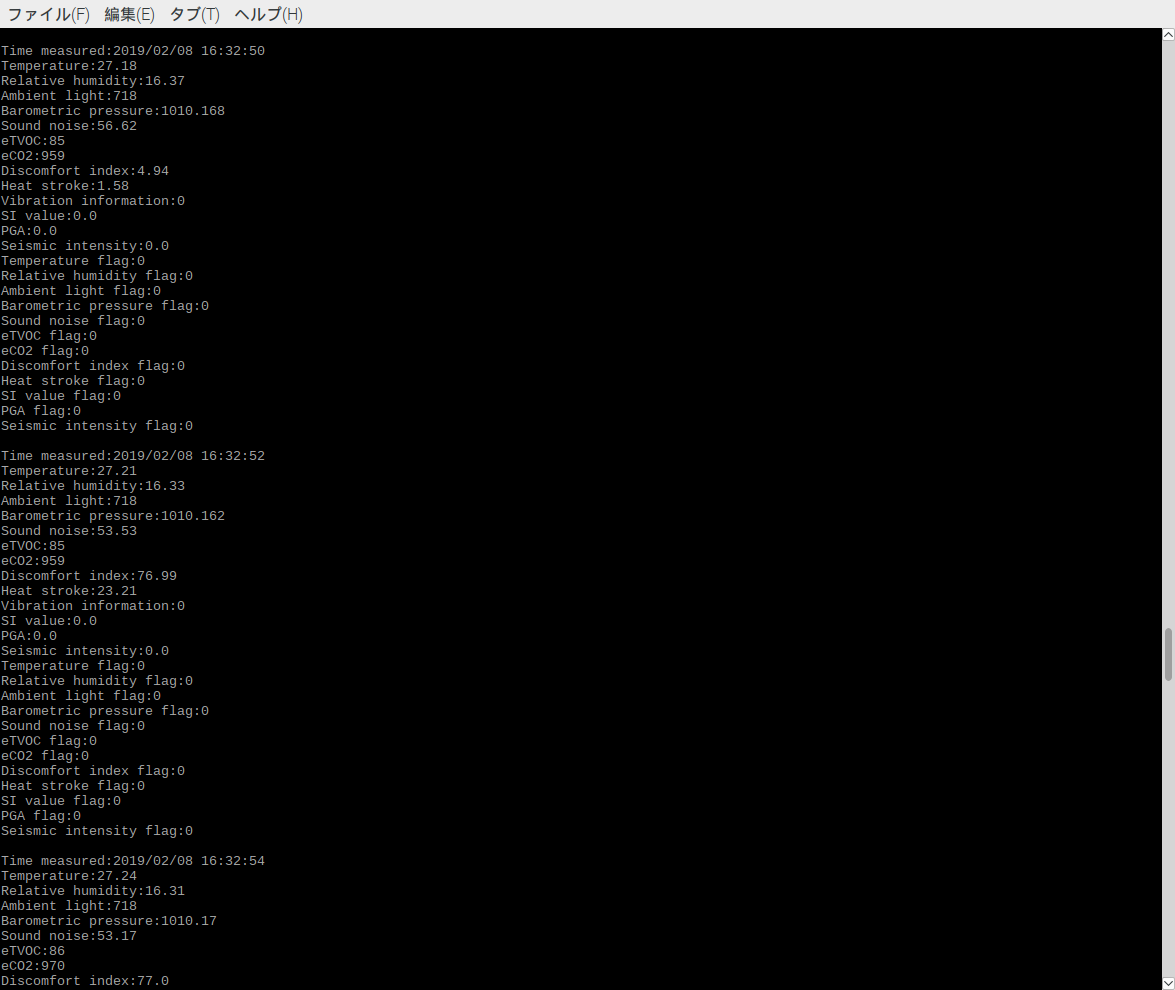 ファイル(F) 編集(E) タブ(T) ヘルプ(H)
Time measured:2019/02/08 16:32:50
Temperature:27.18
Relative humidity:16.37
Ambient light:718
Barometric pressure:1010.168
Sound noise:56.62
eTVOC:85
eCO2:959
Discomfort index:4.94
Heat stroke:1.58
Vibration information:0
SI value:0.0
PGA:0.0
Seismic intensity:0.0
Temperature flag:0
Relative humidity flag:0
Ambient light flag:0
Barometric pressure flag:0
Sound noise flag:0
eTVOC flag:0
eCO2 flag:0
Discomfort index flag:0
Heat stroke flag:0
SI value flag:0
PGA flag:0
Seismic intensity flag:0
Time measured:2019/02/08 16:32:52
Temperature:27.21
Relative humidity:16.33
Ambient light:718
Barometric pressure:1010.162
Sound noise:53.53
eTVOC:85
eCO2:959
Discomfort index:76.99
Heat stroke:23.21
Vibration information:0
SI value:0.0
PGA:0.0
Seismic intensity:0.0
Temperature flag:0
Relative humidity flag:0
Ambient light flag:0
Barometric pressure flag:0
Sound noise flag:0
eTVOC flag:0
eCO2 flag:0
Discomfort index flag:0
Heat stroke flag:0
SI value flag:0
PGA flag:0
Seismic intensity flag:0
Time measured:2019/02/08 16:32:54
Temperature:27.24
Relative humidity:16.31
Ambient light:718
Barometric pressure:1010.17
Sound noise:53.17
eTVOC:86
eCO2:970
Discomfort index:77.0